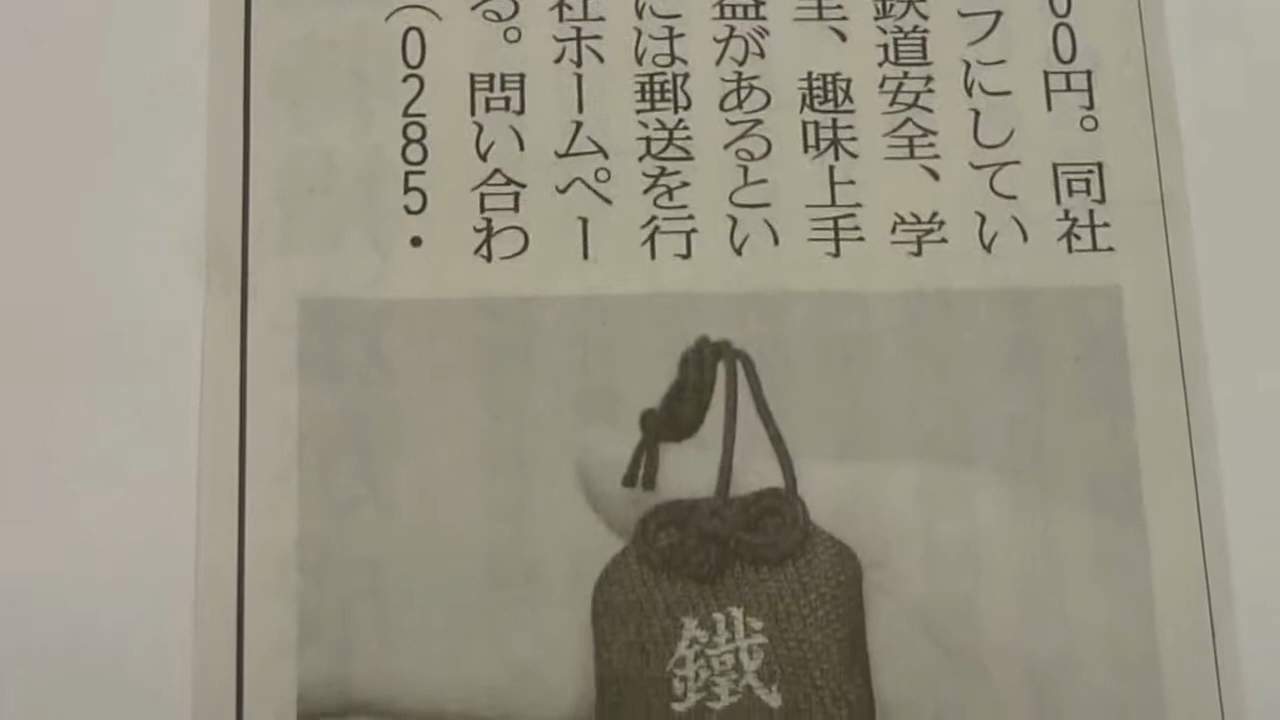 00円。同社
フにしてい
鉄道安全、学
全、趣味上手
益があるとい
には郵送を行
社ホームペー
る。問い合わ
（0285・
鐵